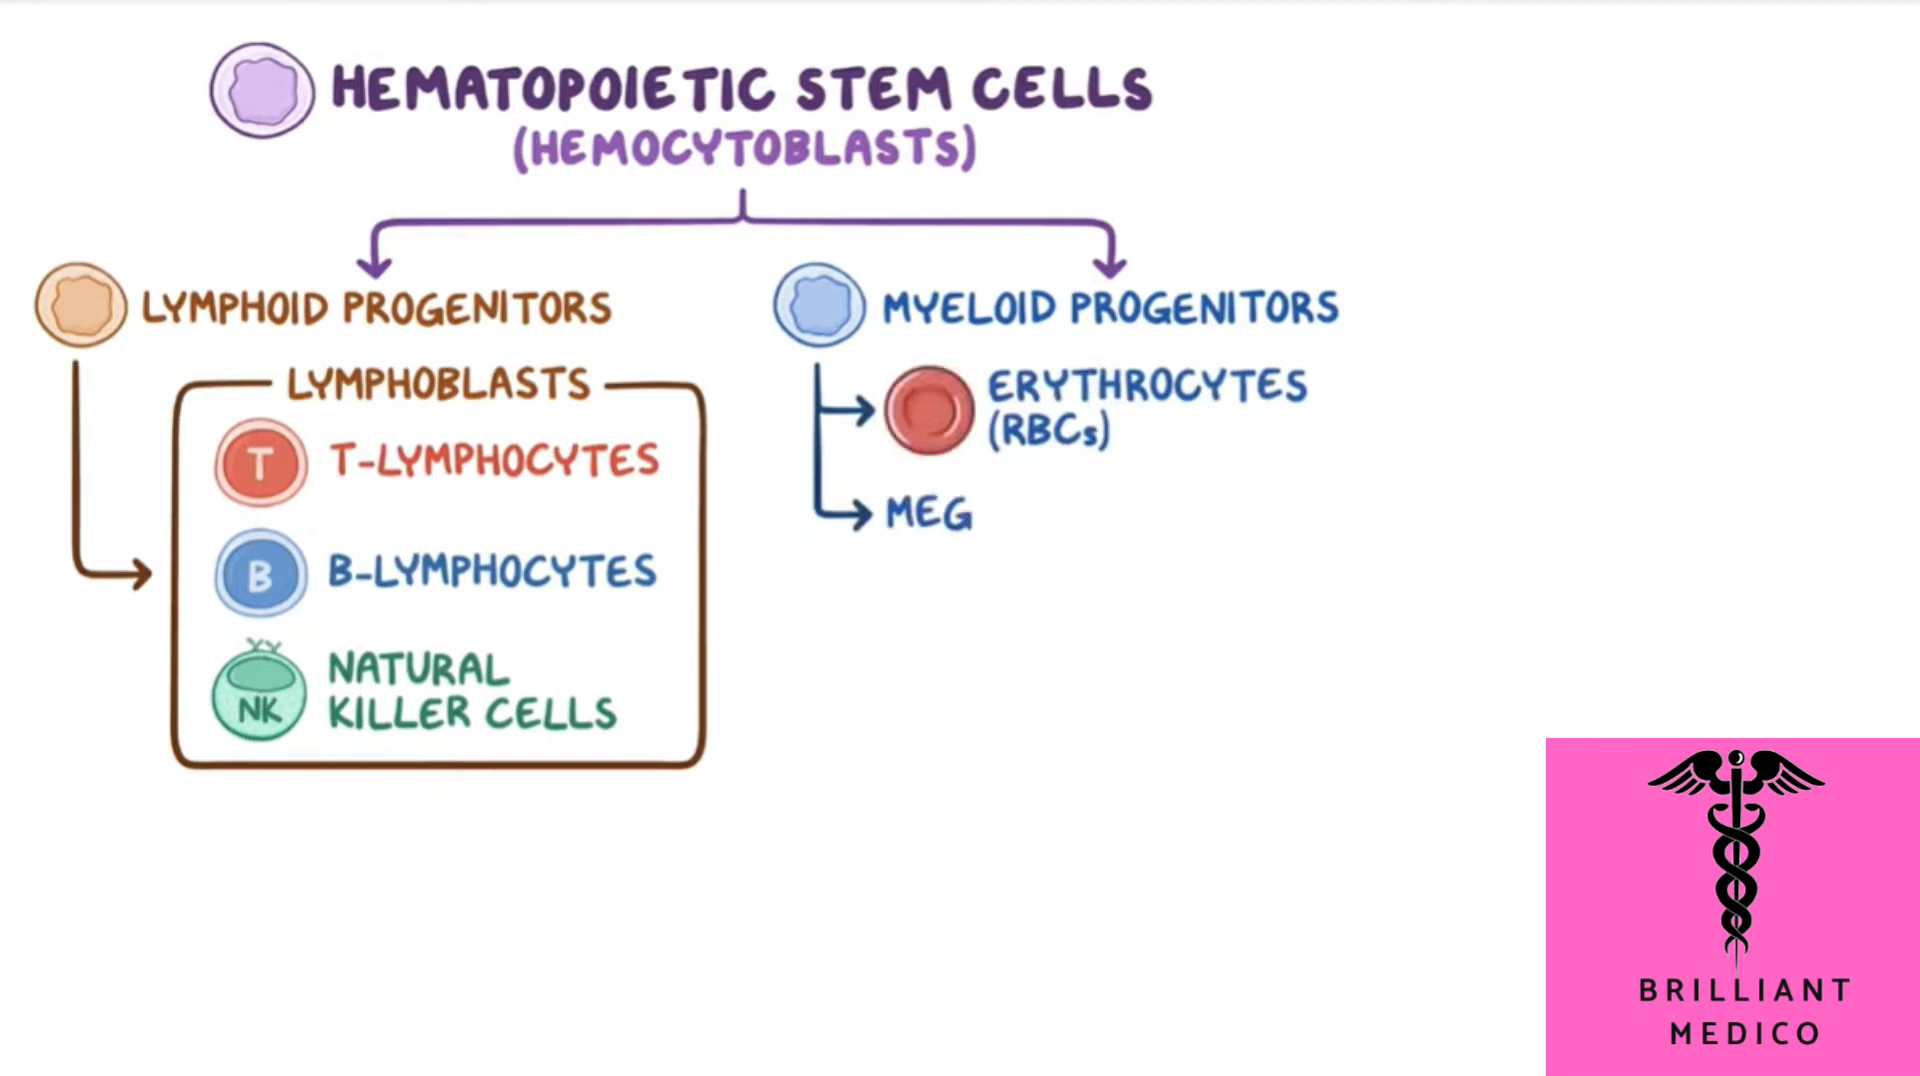 HEMATOPOIETIC STEM CELLS
(HEMOCYTOBLASTS)
LYMPHOID PROGENITORS
LYMPHOBLASTS
T
T-LYMPHOCYTES
B
B-LYMPHOCYTES
NK
NATURAL
KILLER CELLS
MYELOID PROGENITORS
ERYTHROCYTES
(RBCs)
MEG
BRILLIANT
MEDICO